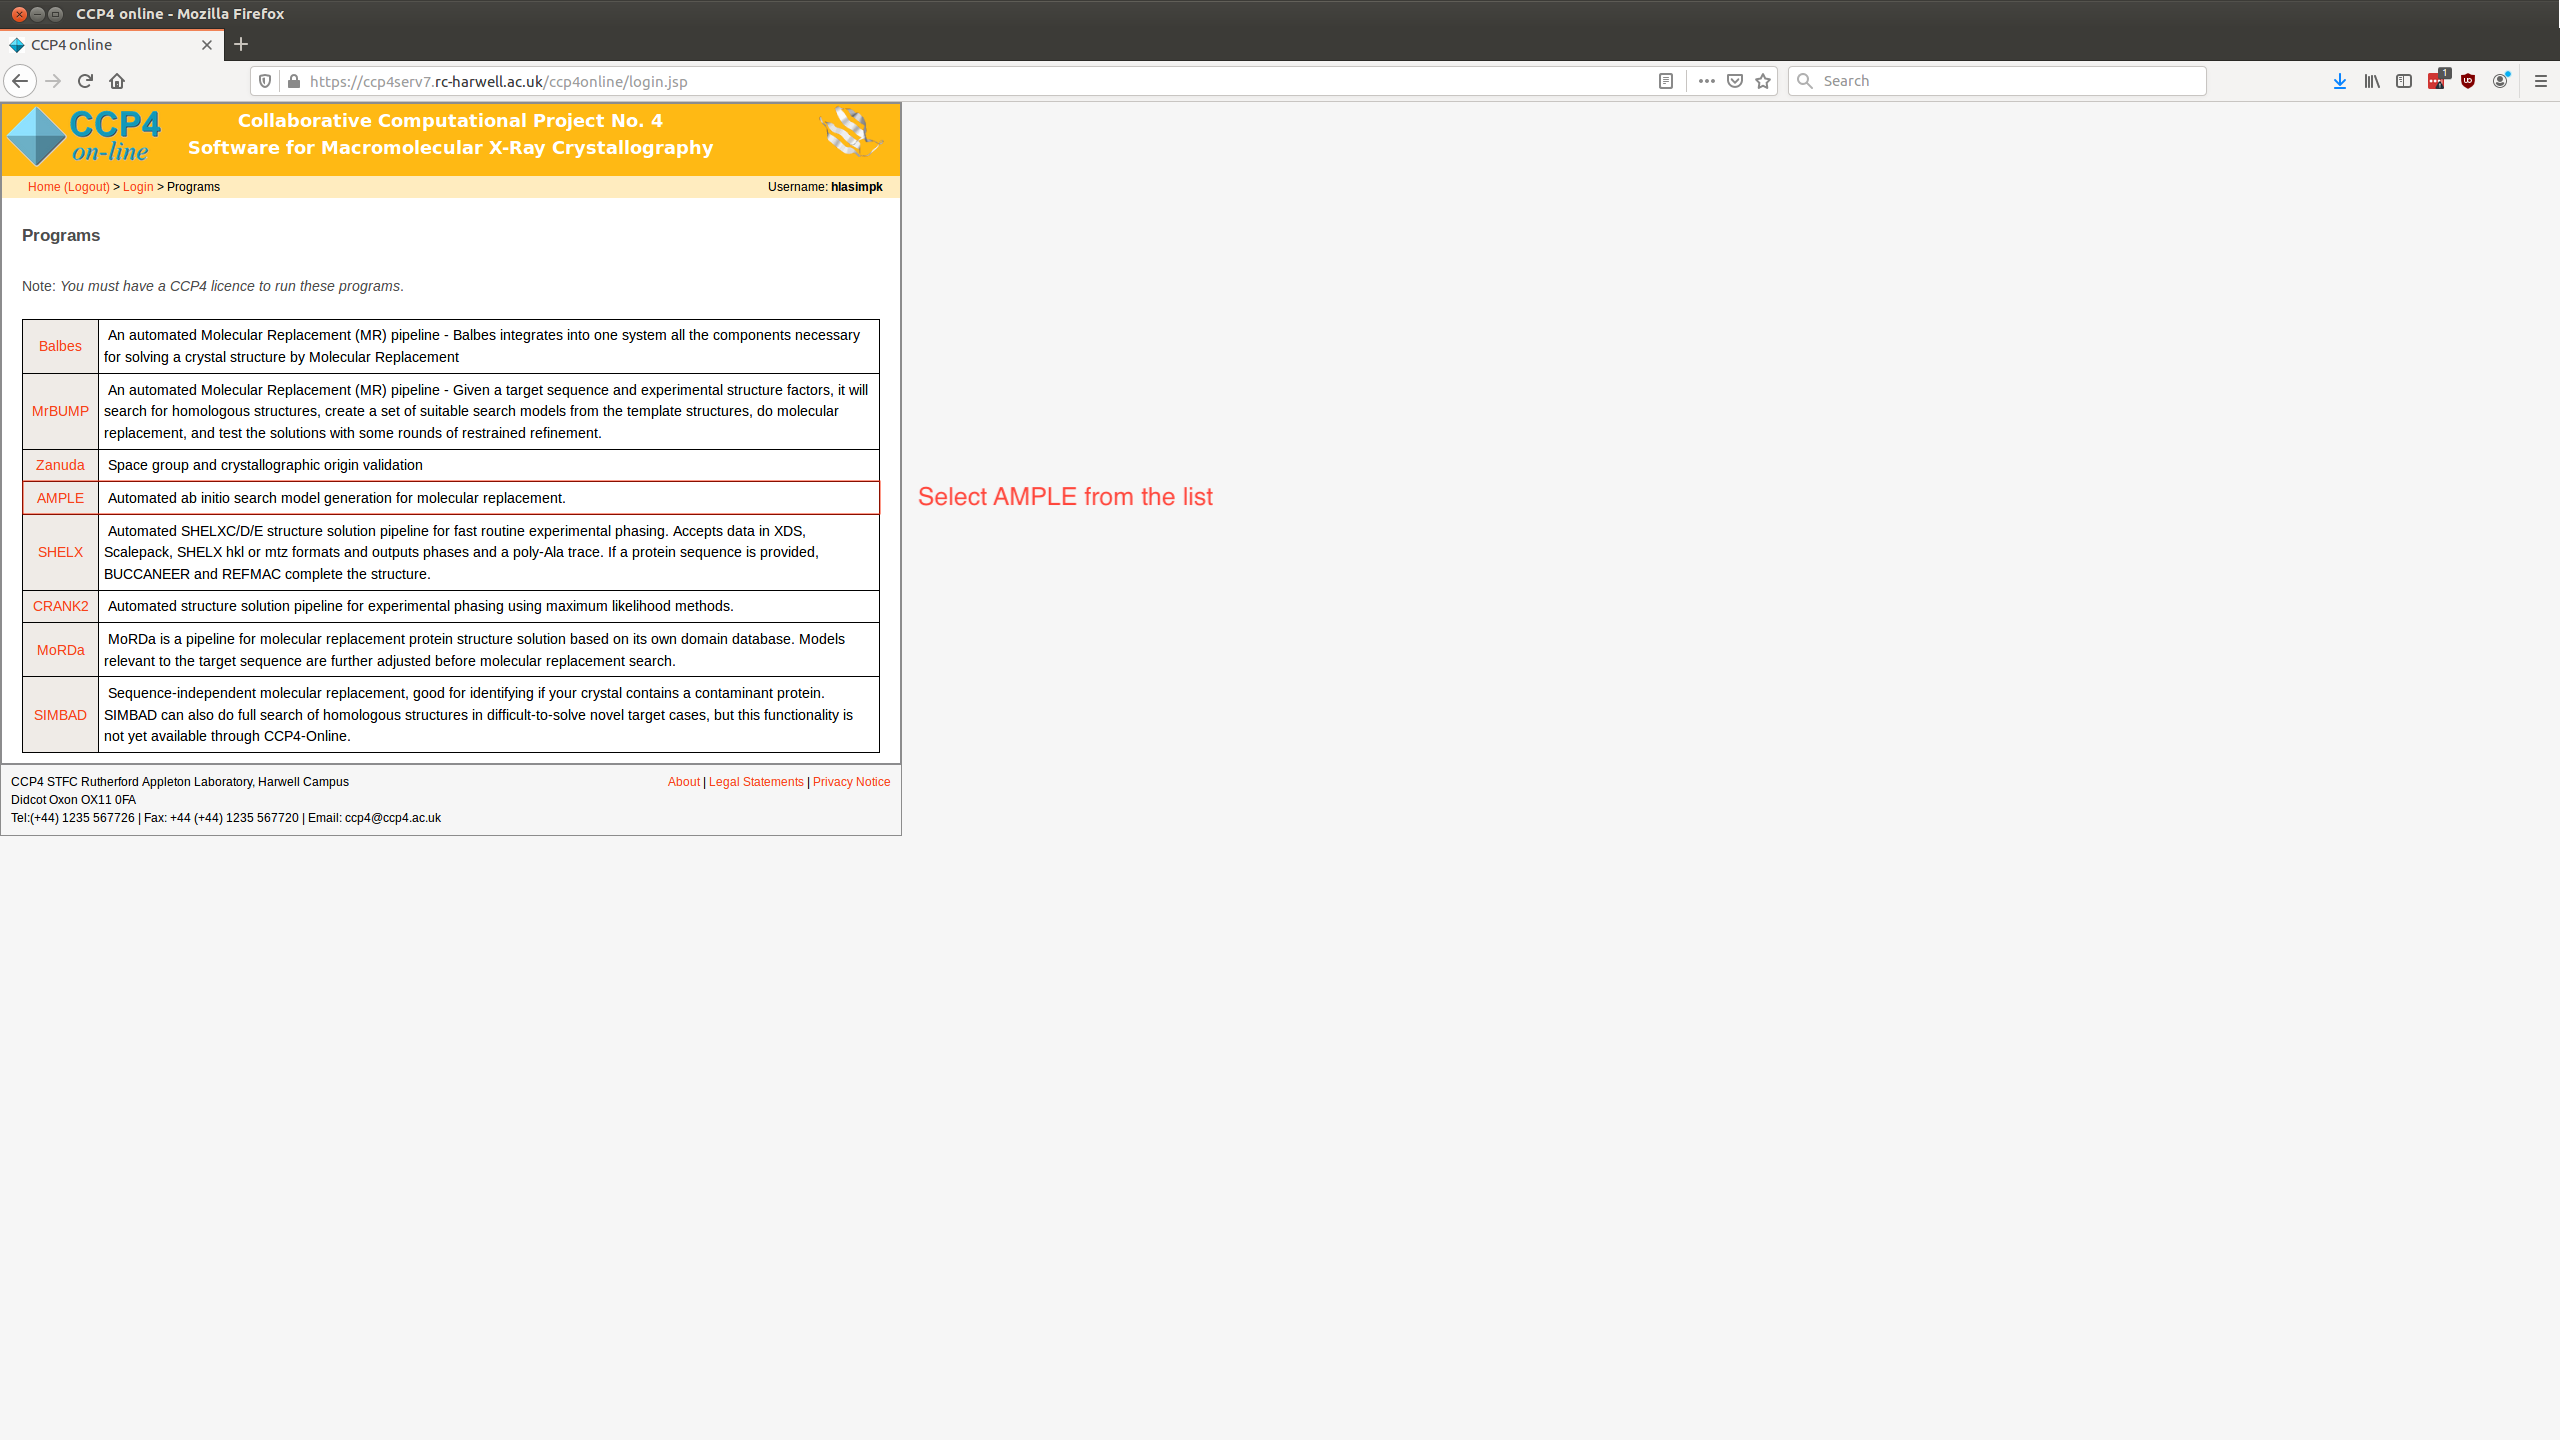 CCP4 online - Mozilla Firefox
CCP4 online
https://ccp4serv7.rc-harwell.ac.uk/ccp4online/login.jsp
Search
1
CCP4
on-line
Collaborative Computational Project No. 4
Software for Macromolecular X-Ray Crystallography
Home (Logout) > Login > Programs
Username: hlasimpk
Programs
Note: You must have a CCP4 licence to run these programs.
Balbes
An automated Molecular Replacement (MR) pipeline - Balbes integrates into one system all the components necessary
for solving a crystal structure by Molecular Replacement
MrBUMP
An automated Molecular Replacement (MR) pipeline - Given a target sequence and experimental structure factors, it will
search for homologous structures, create a set of suitable search models from the template structures, do molecular
replacement, and test the solutions with some rounds of restrained refinement.
Zanuda
Space group and crystallographic origin validation
AMPLE
Automated ab initio search model generation for molecular replacement.
Select AMPLE from the list
SHELX
Automated SHELXC/D/E structure solution pipeline for fast routine experimental phasing. Accepts data in XDS,
Scalepack, SHELX hkl or mtz formats and outputs phases and a poly-Ala trace. If a protein sequence is provided,
BUCCANEER and REFMAC complete the structure.
CRANK2
Automated structure solution pipeline for experimental phasing using maximum likelihood methods.
MoRDa
MoRDa is a pipeline for molecular replacement protein structure solution based on its own domain database. Models
relevant to the target sequence are further adjusted before molecular replacement search.
SIMBAD
Sequence-independent molecular replacement, good for identifying if your crystal contains a contaminant protein.
SIMBAD can also do full search of homologous structures in difficult-to-solve novel target cases, but this functionality is
not yet available through CCP4-Online.
CCP4 STFC Rutherford Appleton Laboratory, Harwell Campus
About | Legal Statements | Privacy Notice
Didcot Oxon OX11 0FA
Tel:(+44) 1235 567726 | Fax: +44 (+44) 1235 567720 | Email: ccp4@ccp4.ac.uk